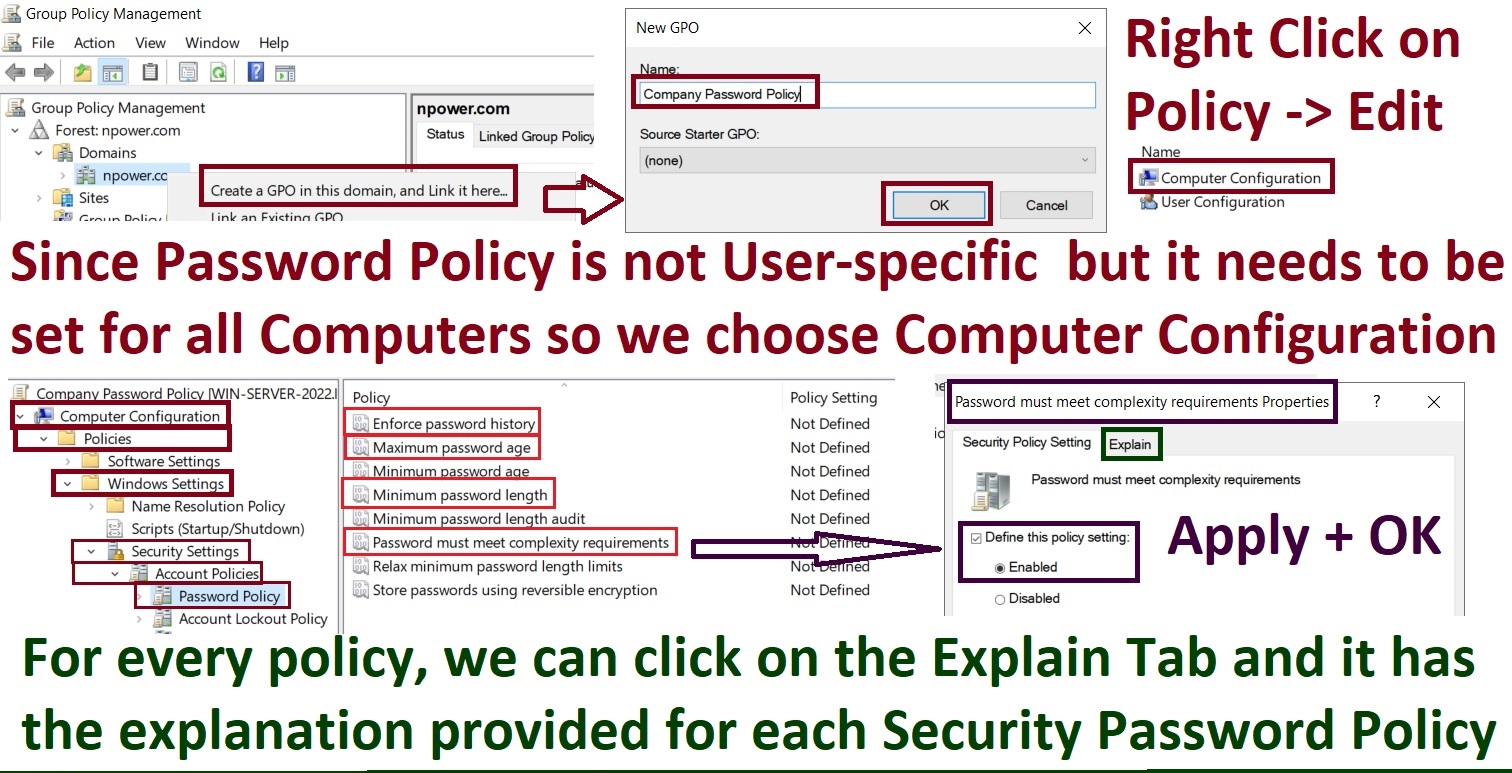 Group Policy Management
File Action View Window Help
Group Policy Management
Forest: npower.com
Domains
npower.co
Sites
Group Policy
npower.com
Status Linked Group Policy
Create a GPO in this domain, and Link it here...
Link an Existing GPO
New GPO
Name:
Company Password Policy
Source Starter GPO:
(none)
OK Cancel
Right Click on
Policy -> Edit
Name
Computer Configuration
User Configuration
Since Password Policy is not User-specific but it needs to be
set for all Computers so we choose Computer Configuration
Company Password Policy [WIN-SERVER-2022.
Computer Configuration
Policies
Software Settings
Windows Settings
Name Resolution Policy
Scripts (Startup/Shutdown)
Security Settings
Account Policies
Password Policy
Account Lockout Policy
Policy Policy Setting
Enforce password history Not Defined
Maximum password age Not Defined
Minimum password age Not Defined
Minimum password length Not Defined
Minimum password length audit Not Defined
Password must meet complexity requirements Not Defined
Relax minimum password length limits Not Defined
Store passwords using reversible encryption Not Defined
Password must meet complexity requirements Properties ?
Security Policy Setting Explain
Password must meet complexity requirements
Define this policy setting:
Enabled
Disabled
Apply + OK
For every policy, we can click on the Explain Tab and it has
the explanation provided for each Security Password Policy